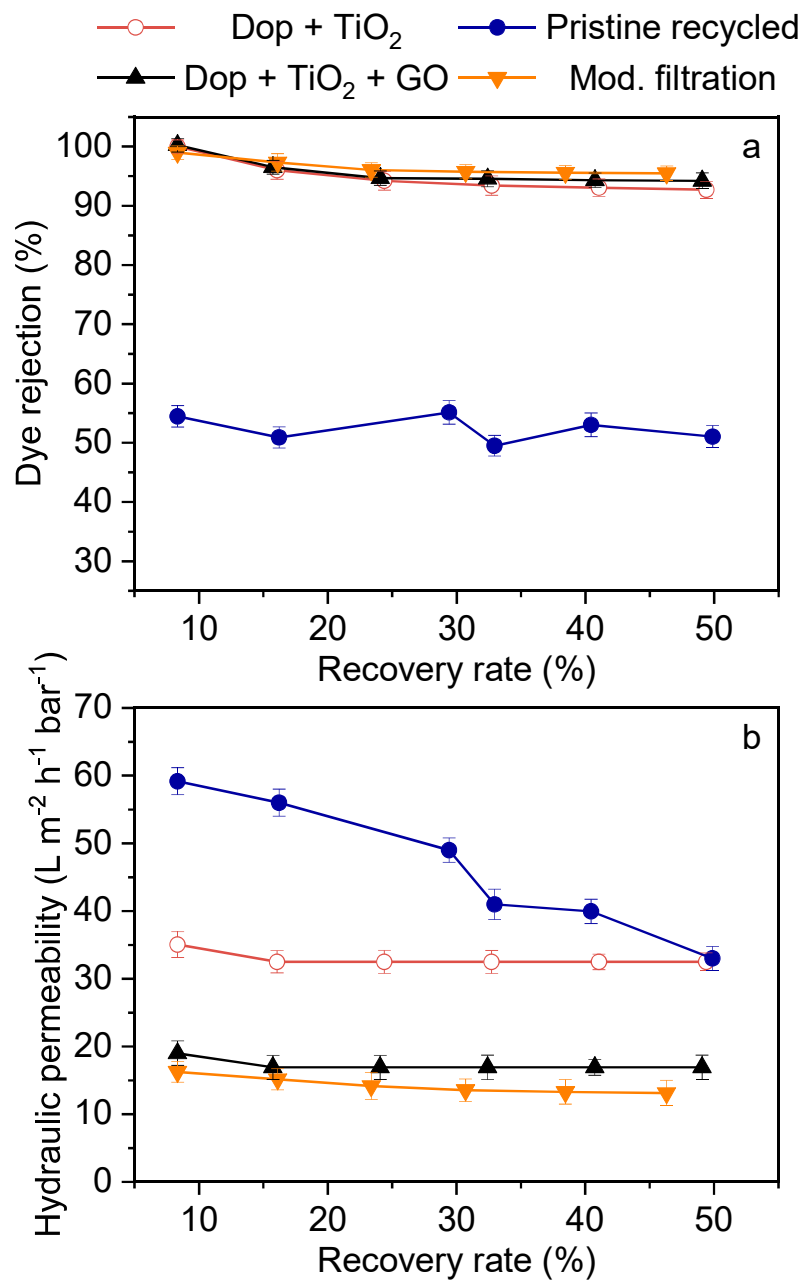 Dop + TiO₂ Pristine recycled
Dop + TiO₂ + GO Mod. filtration
a
100
90
80
70
60
50
40
30
Dye rejection (%)
10 20 30 40 50
Recovery rate (%)
b
70
60
50
40
30
20
10
0
Hydraulic permeability (L m⁻² h⁻¹ bar⁻¹)
10 20 30 40 50
Recovery rate (%)